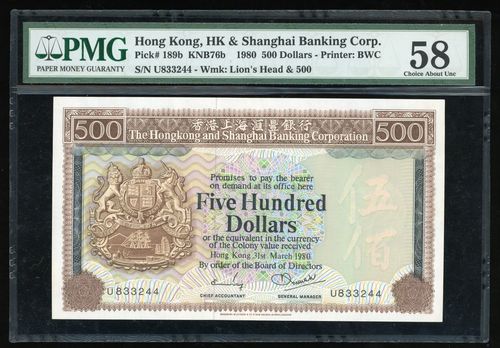 PMG
PAPER MONEY GUARANTY
Hong Kong, HK & Shanghai Banking Corp.
Pick# 189b KNB76b 1980 500 Dollars - Printer: BWC
S/N U833244 - Wmk: Lion's Head & 500
58
Choice About Unc
500
香港上海滙豐銀行
500
The Hongkong and Shanghai Banking Corporation
Promises to pay the bearer
on demand at its office here
Five Hundred
Dollars
or the equivalent in the currency
of the Colony value received
Hong Kong 31st March 1980
By order of the Board of Directors
伍佰
CHIEF ACCOUNTANT
GENERAL MANAGER
U833244
U833244